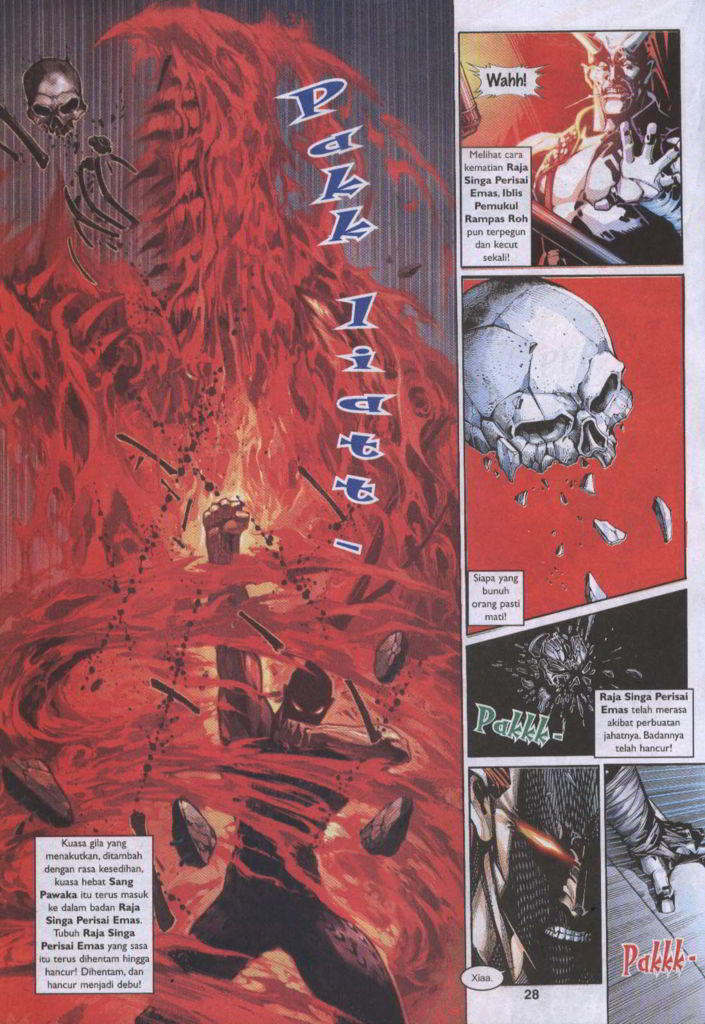 Pakk liatt-
Kuasa gila yang
menakutkan, ditambah
dengan rasa kesedihan,
kuasa hebat Sang
Pawaka itu terus masuk
ke dalam badan Raja
Singa Perisai Emas.
Tubuh Raja Singa
Perisai Emas yang sasa
itu terus dihentam hingga
hancur! Dihentam, dan
hancur menjadi debu!
Wahh!
Melihat cara
kematian Raja
Singa Perisai
Emas, Iblis
Pemukul
Rampas Roh
pun terpegun
dan kecut
sekali!
Siapa yang
bunuh
orang pasti
mati!
Pakkk-
Raja Singa Perisai
Emas telah merasa
akibat perbuatan
jahatnya. Badannya
telah hancur!
Xiaa.
Pakkk-
28